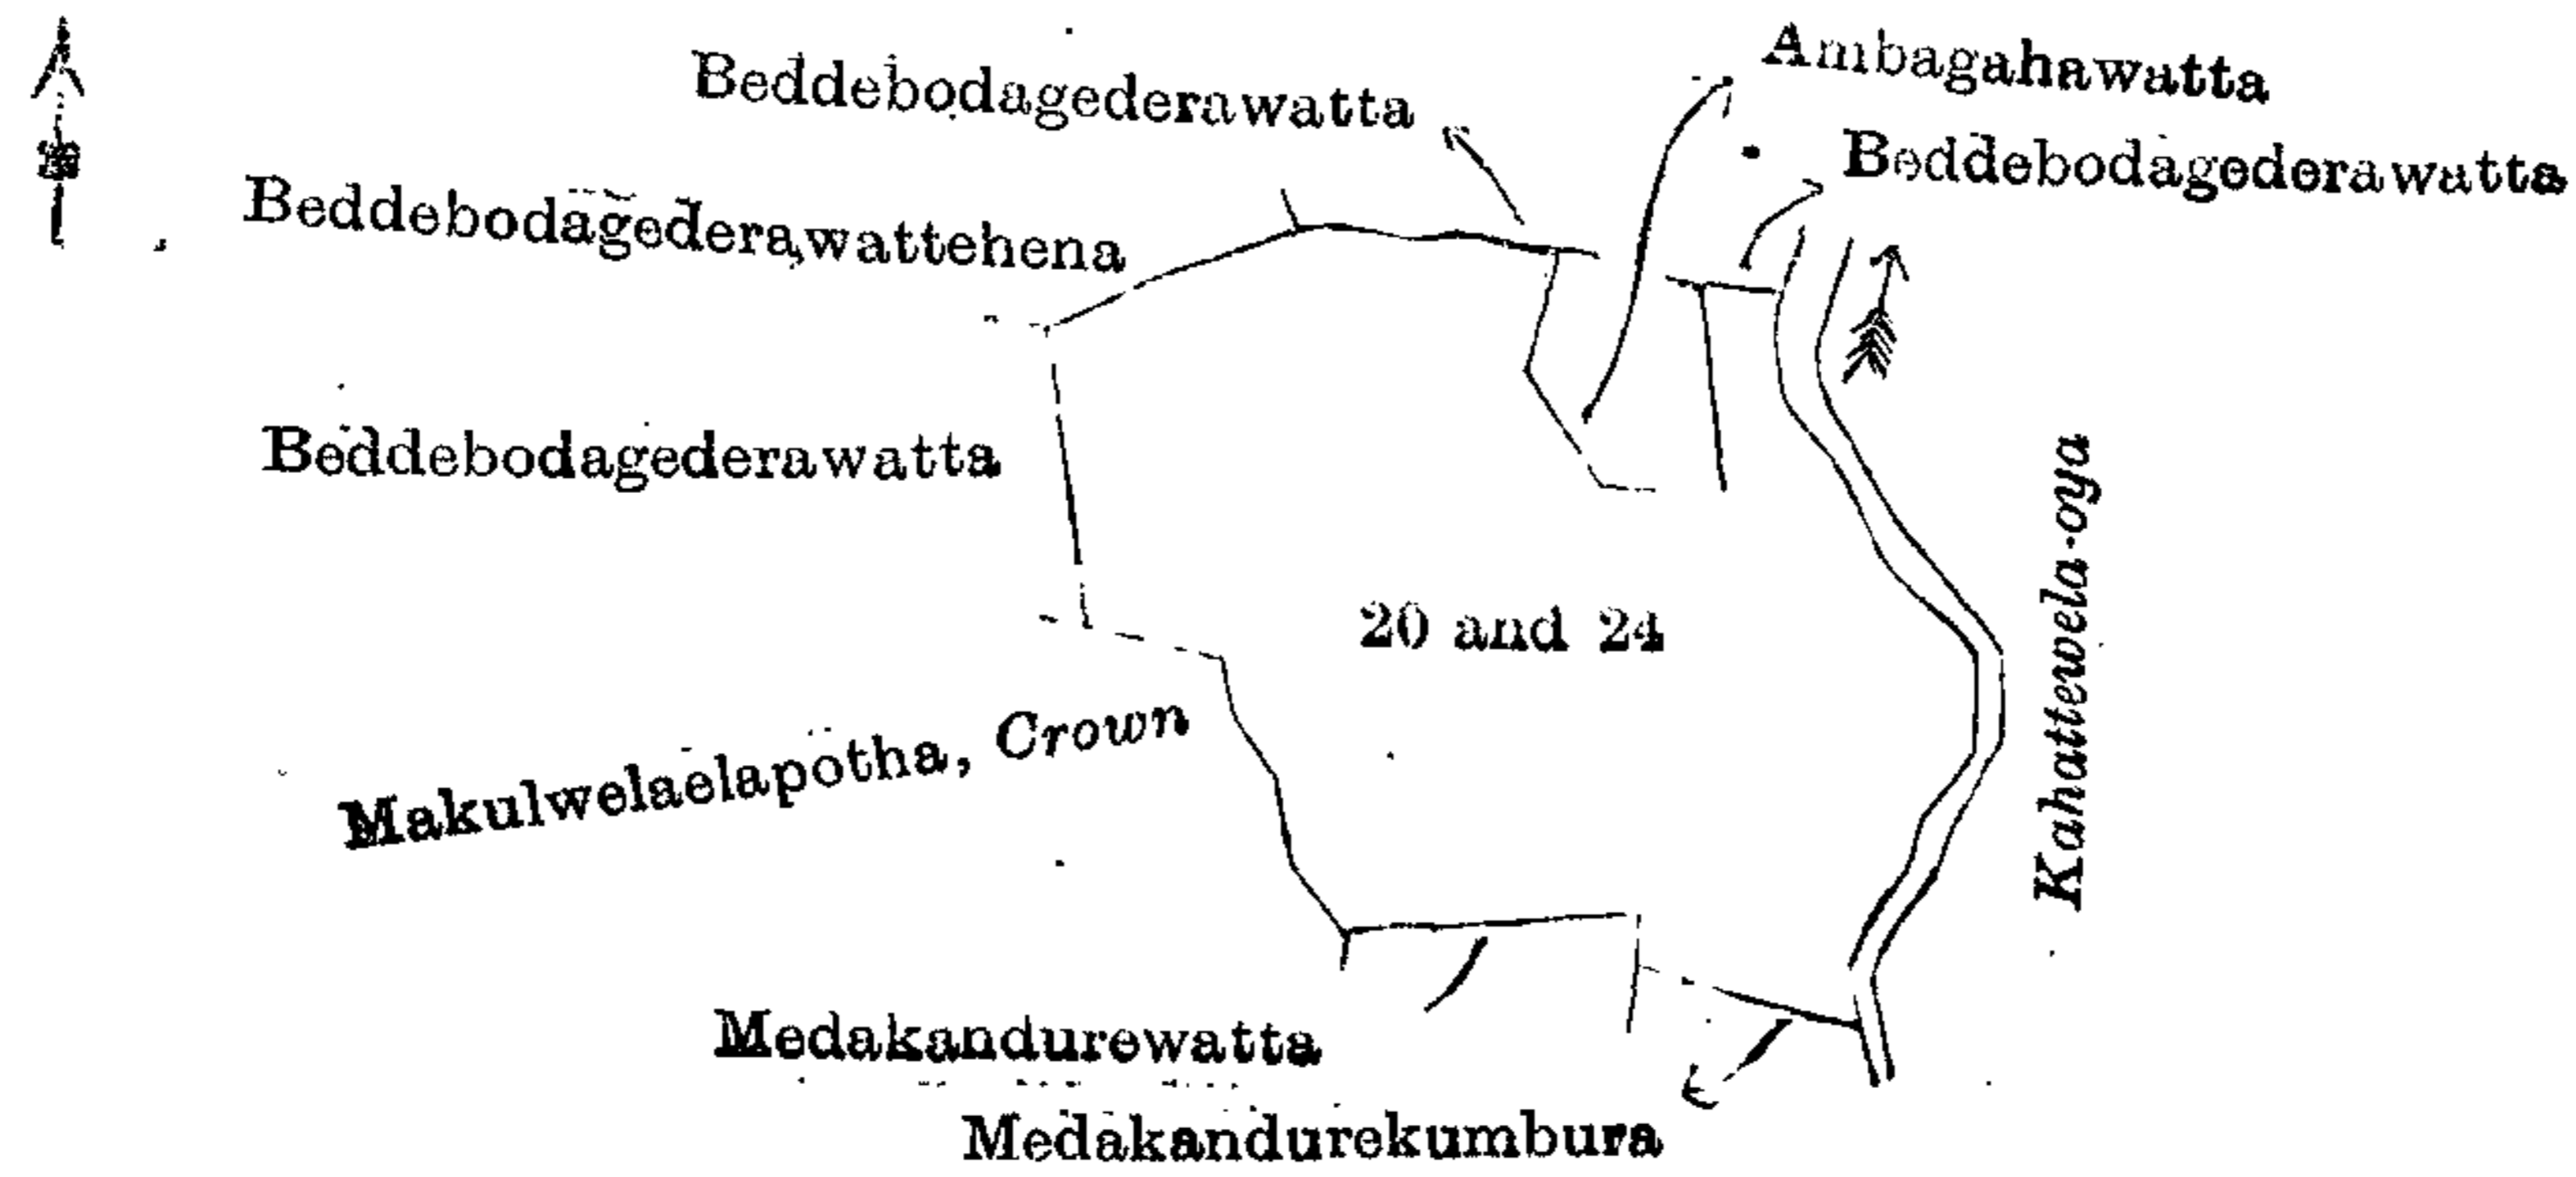 Ambagahawatta
Beddebodagederawatta
Beddebodagederawatta
Beddebodagederawattehena
Beddebodagederawatta
20 and 24
Kahattewela-oya
Makulwelaelapotha, Crown
Medakandurewatta
Medakandurekumbura